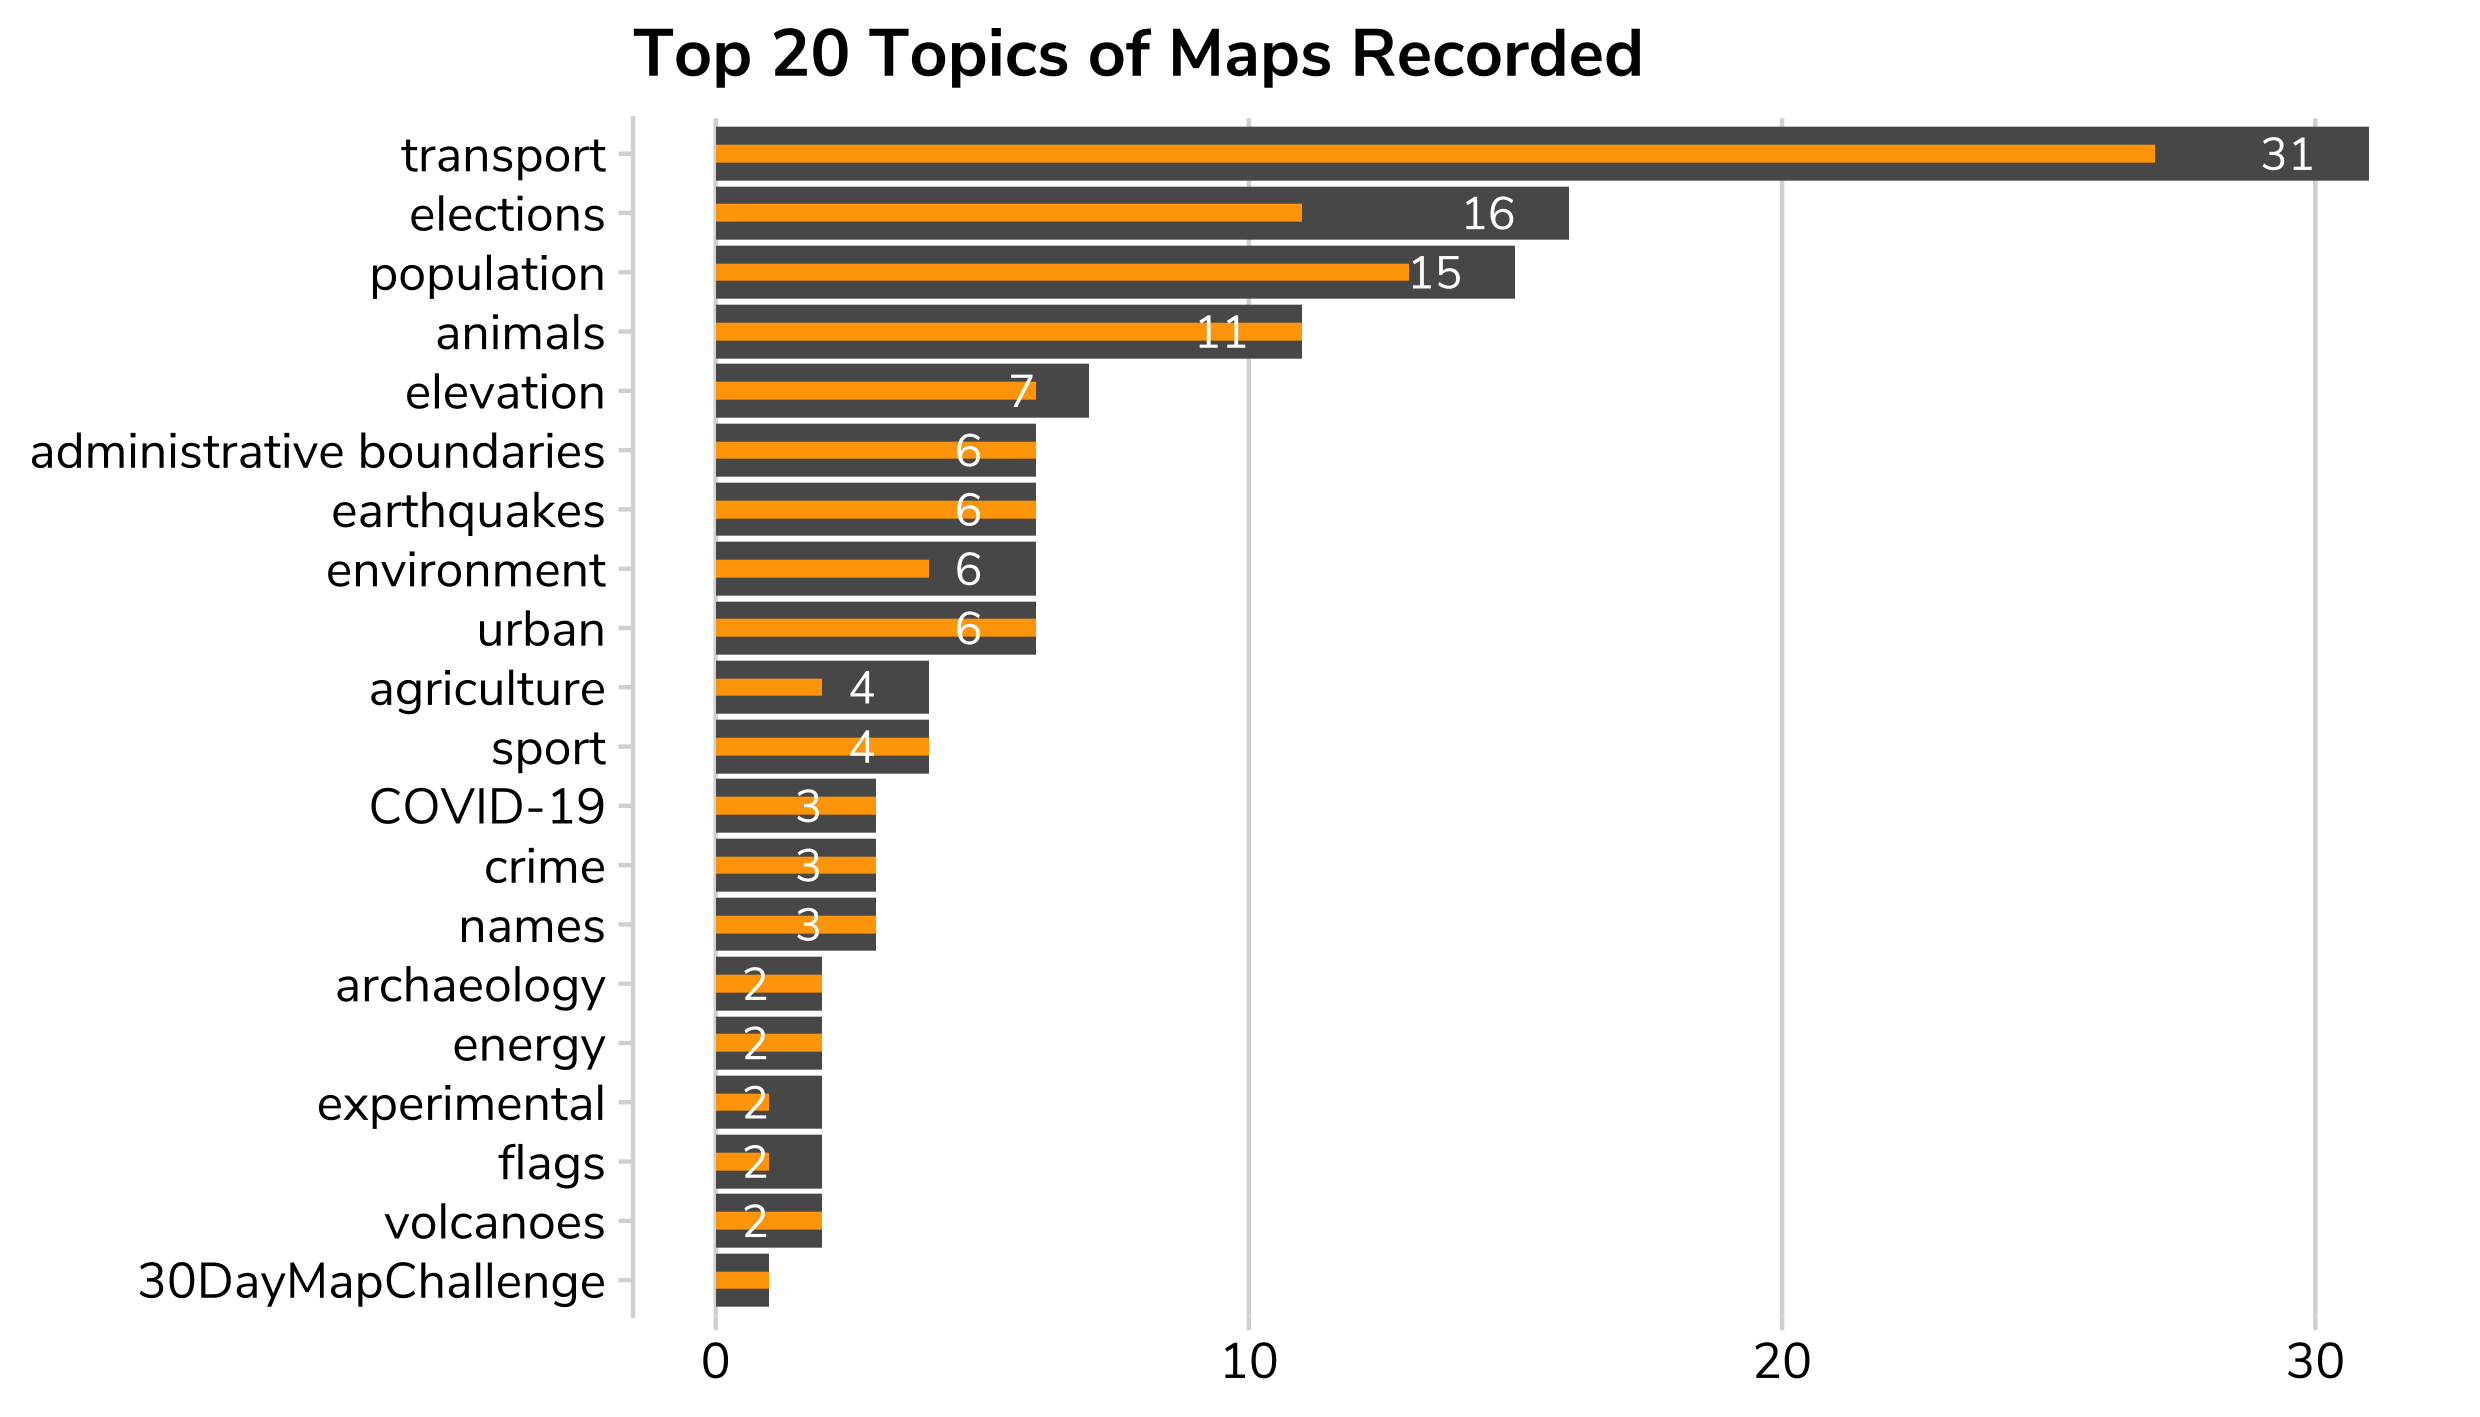 Top 20 Topics of Maps Recorded
transport 31
elections 16
population 15
animals 11
elevation 7
administrative boundaries 6
earthquakes 6
environment 6
urban 6
agriculture 4
sport 4
COVID-19 3
crime 3
names 3
archaeology 2
energy 2
experimental 2
flags 2
volcanoes 2
30DayMapChallenge
0 10 20 30